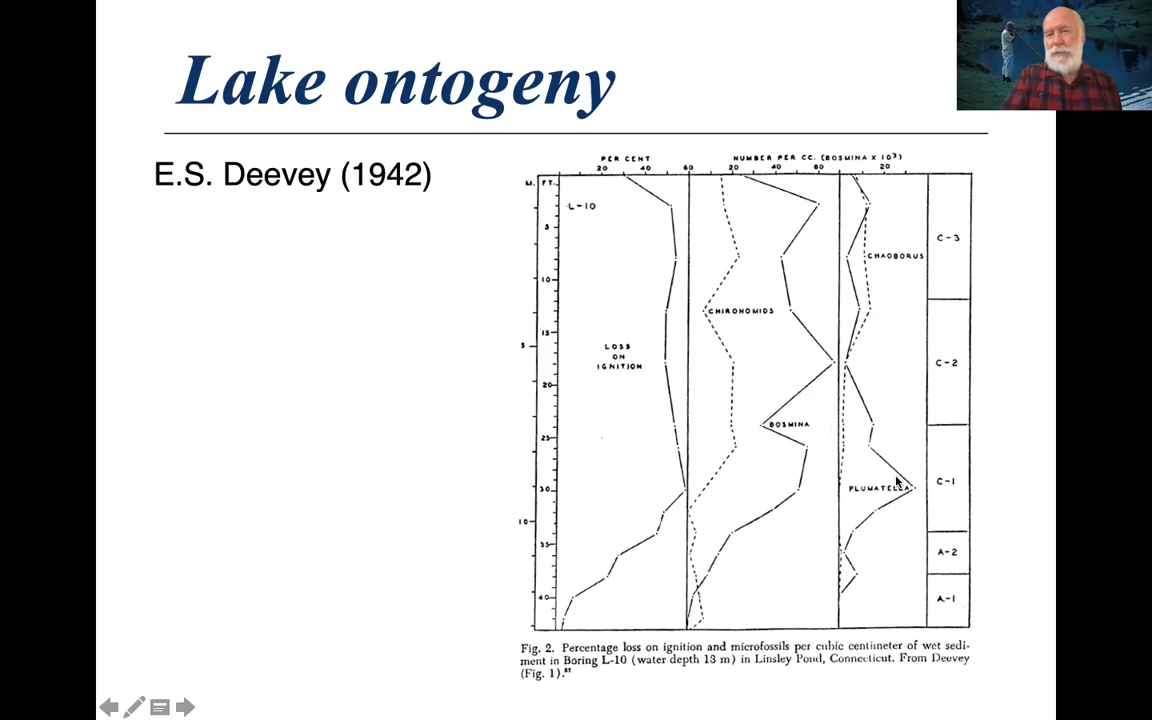 Lake ontogeny
E.S. Deevey (1942)
PER CENT
NUMBER PER CC. (BOSMINA X 10³)
20 40 60 20 40 60 20
M. FT.
L-10
5
C-3
CHAOBORUS
10
CHIRONOMIDS
15
5
LOSS
ON
IGNITION
C-2
20
BOSMINA
25
C-1
30
PLUMATELLA
10
35
A-2
40
A-1
Fig. 2. Percentage loss on ignition and microfossils per cubic centimeter of wet sedi-
ment in Boring L-10 (water depth 13 m) in Linsley Pond, Connecticut. From Deevey
(Fig. 1).³⁷